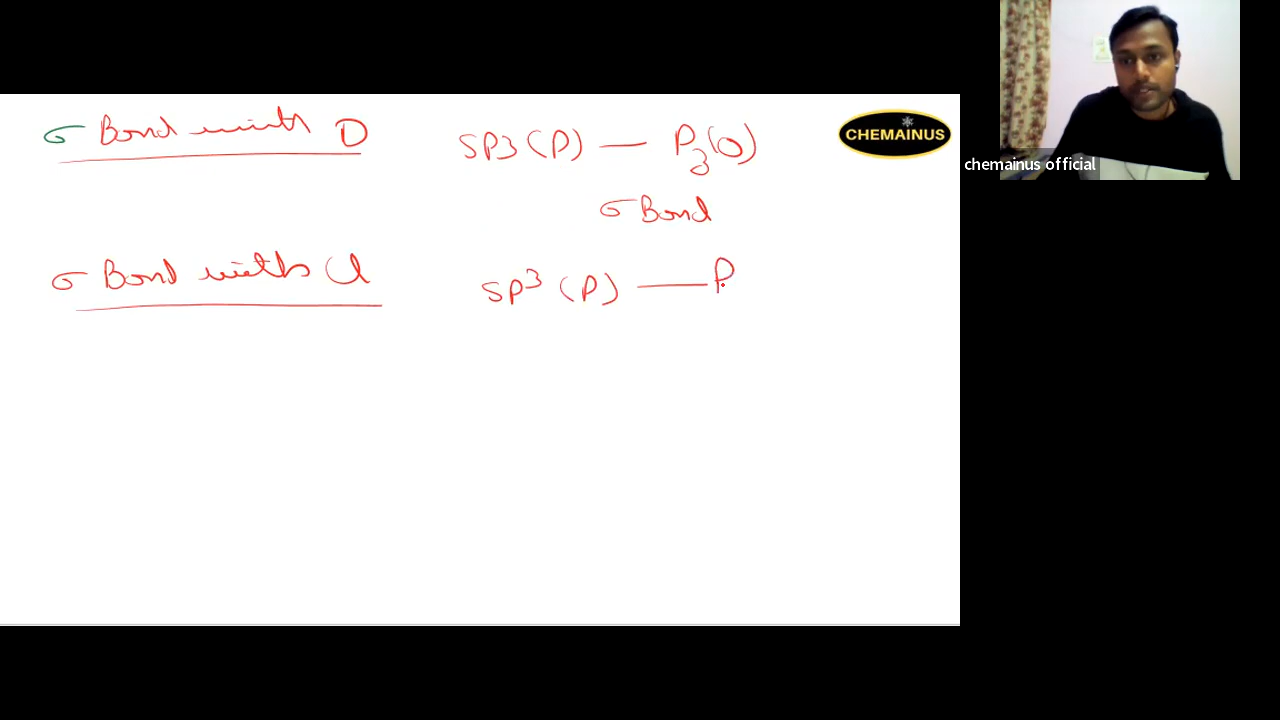 σ Bond with O sp3 (P) — P3(O)
CHEMAINUS
chemainus official
σ Bond
σ Bond with Cl sp³ (P) — P